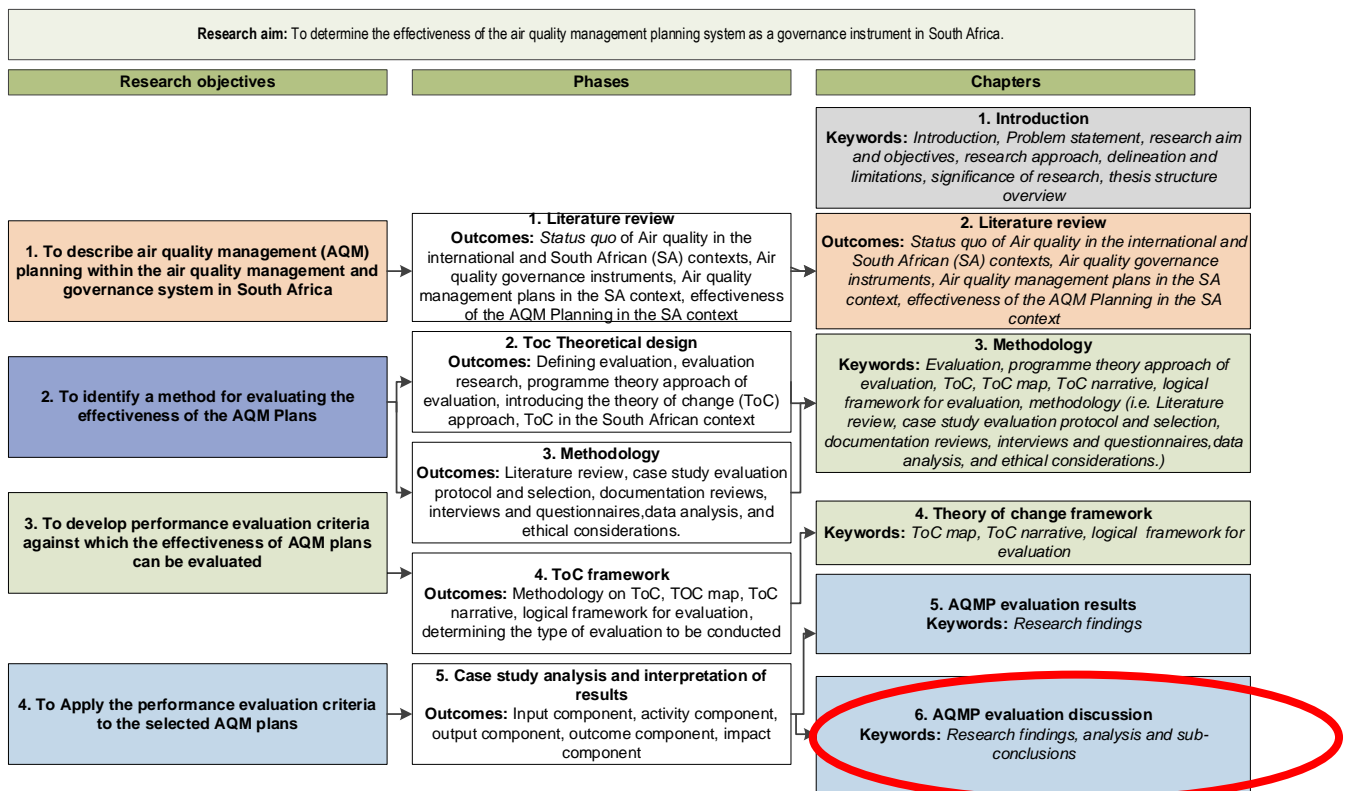 Research aim: To determine the effectiveness of the air quality management planning system as a governance instrument in South Africa.
Research objectives
Phases
Chapters
1. Introduction
Keywords: Introduction, Problem statement, research aim
and objectives, research approach, delineation and
limitations, significance of research, thesis structure
overview
1. To describe air quality management (AQM)
planning within the air quality management and
governance system in South Africa
1. Literature review
Outcomes: Status quo of Air quality in the
international and South African (SA) contexts, Air
quality governance instruments, Air quality
management plans in the SA context, effectiveness
of the AQM Planning in the SA context
2. Literature review
Outcomes: Status quo of Air quality in the international and
South African (SA) contexts, Air quality governance
instruments, Air quality management plans in the SA
context, effectiveness of the AQM Planning in the SA
context
2. To identify a method for evaluating the
effectiveness of the AQM Plans
2. Toc Theoretical design
Outcomes: Defining evaluation, evaluation
research, programme theory approach of
evaluation, introducing the theory of change (ToC)
approach, ToC in the South African context
3. Methodology
Keywords: Evaluation, programme theory approach of
evaluation, ToC, ToC map, ToC narrative, logical
framework for evaluation, methodology (i.e. Literature
review, case study evaluation protocol and selection,
documentation reviews, interviews and questionnaires,data
analysis, and ethical considerations.)
3. Methodology
Outcomes: Literature review, case study evaluation
protocol and selection, documentation reviews,
interviews and questionnaires,data analysis, and
ethical considerations.
3. To develop performance evaluation criteria
against which the effectiveness of AQM plans
can be evaluated
4. ToC framework
Outcomes: Methodology on ToC, TOC map, ToC
narrative, logical framework for evaluation,
determining the type of evaluation to be conducted
4. Theory of change framework
Keywords: ToC map, ToC narrative, logical framework for
evaluation
5. AQMP evaluation results
Keywords: Research findings
4. To Apply the performance evaluation criteria
to the selected AQM plans
5. Case study analysis and interpretation of
results
Outcomes: Input component, activity component,
output component, outcome component, impact
component
6. AQMP evaluation discussion
Keywords: Research findings, analysis and sub-
conclusions